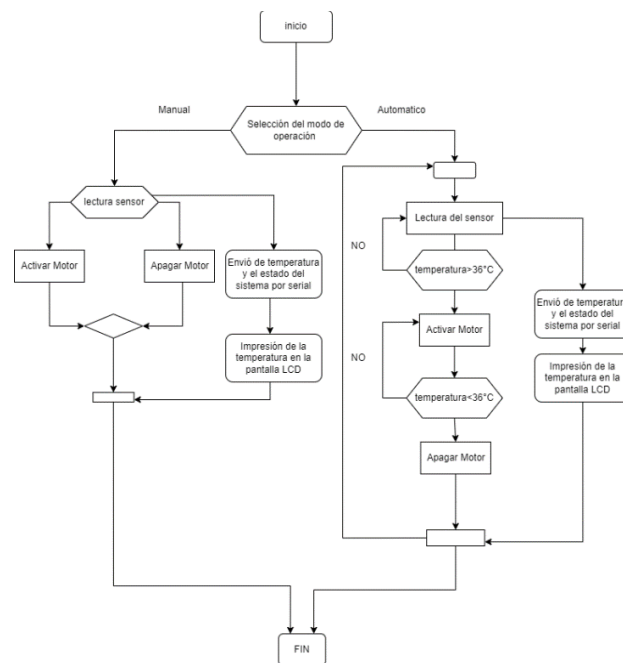 inicio
Manual
Automatico
Selección del modo de
operación
lectura sensor
Activar Motor
Apagar Motor
Envió de temperatura
y el estado del
sistema por serial
Impresión de la
temperatura en la
pantalla LCD
Lectura del sensor
NO
temperatura>36°C
Activar Motor
NO
temperatura<36°C
Apagar Motor
Envió de temperatura
y el estado del
sistema por serial
Impresión de la
temperatura en la
pantalla LCD
FIN